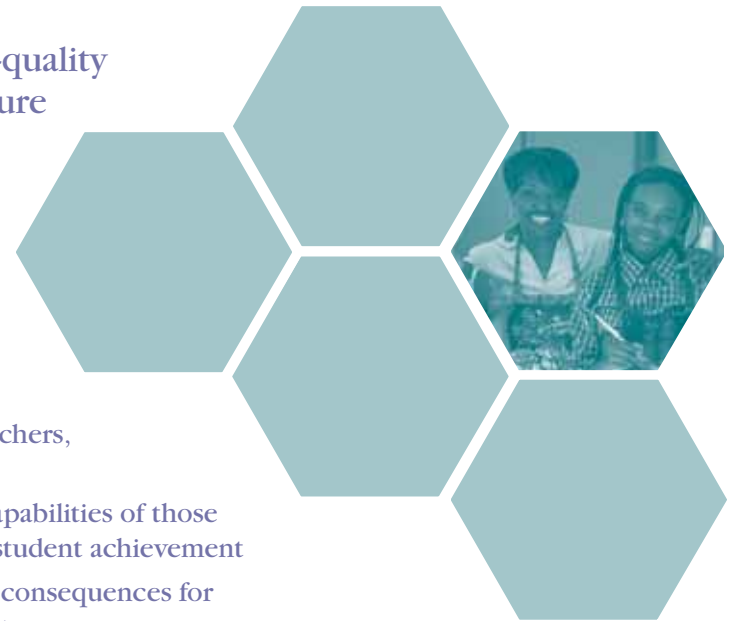 -quality
ure
chers,
apabilities of those
student achievement
consequences for